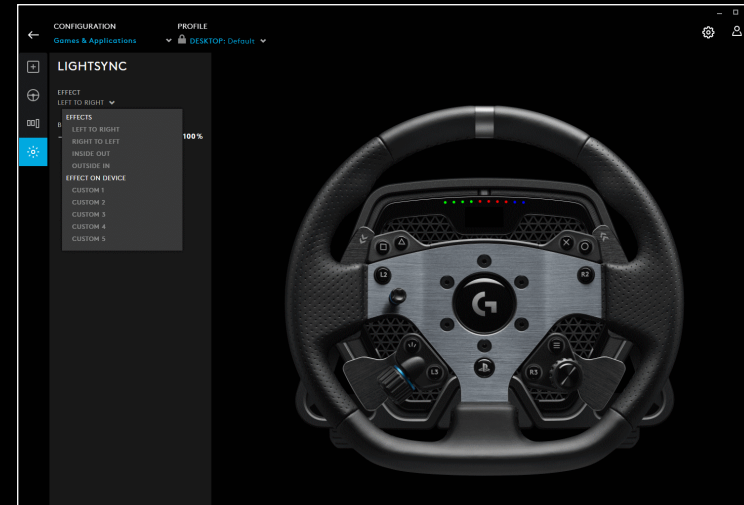 CONFIGURATION
Games & Applications
PROFILE
DESKTOP: Default
LIGHTSYNC
EFFECT
LEFT TO RIGHT
EFFECTS
LEFT TO RIGHT
RIGHT TO LEFT
INSIDE OUT
OUTSIDE IN
EFFECT ON DEVICE
CUSTOM 1
CUSTOM 2
CUSTOM 3
CUSTOM 4
CUSTOM 5
100%
L2
R2
G
L3
R3